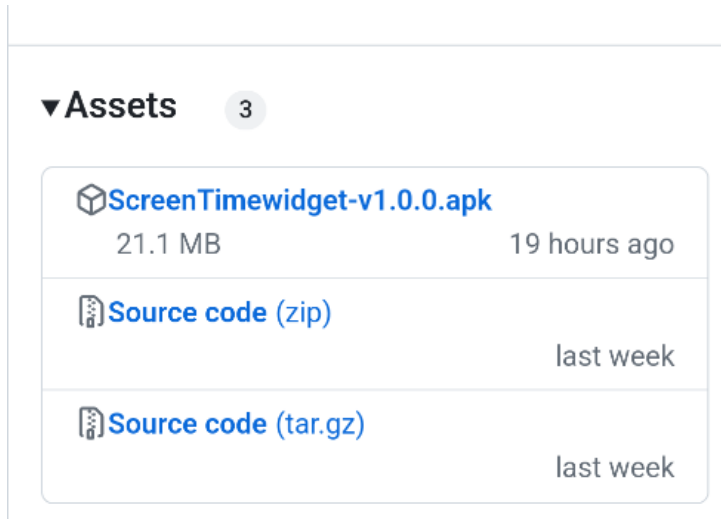 ▼Assets 3
ScreenTimewidget-v1.0.0.apk
21.1 MB 19 hours ago
Source code (zip)
last week
Source code (tar.gz)
last week